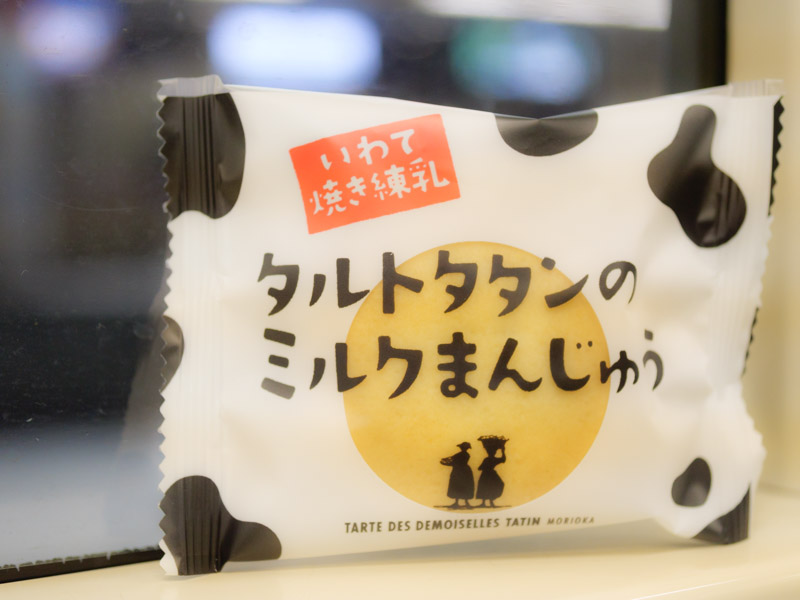 いわて
焼き練乳
タルトタタンの
ミルクまんじゅう
TARTE DES DEMOISELLES TATIN MORIOKA